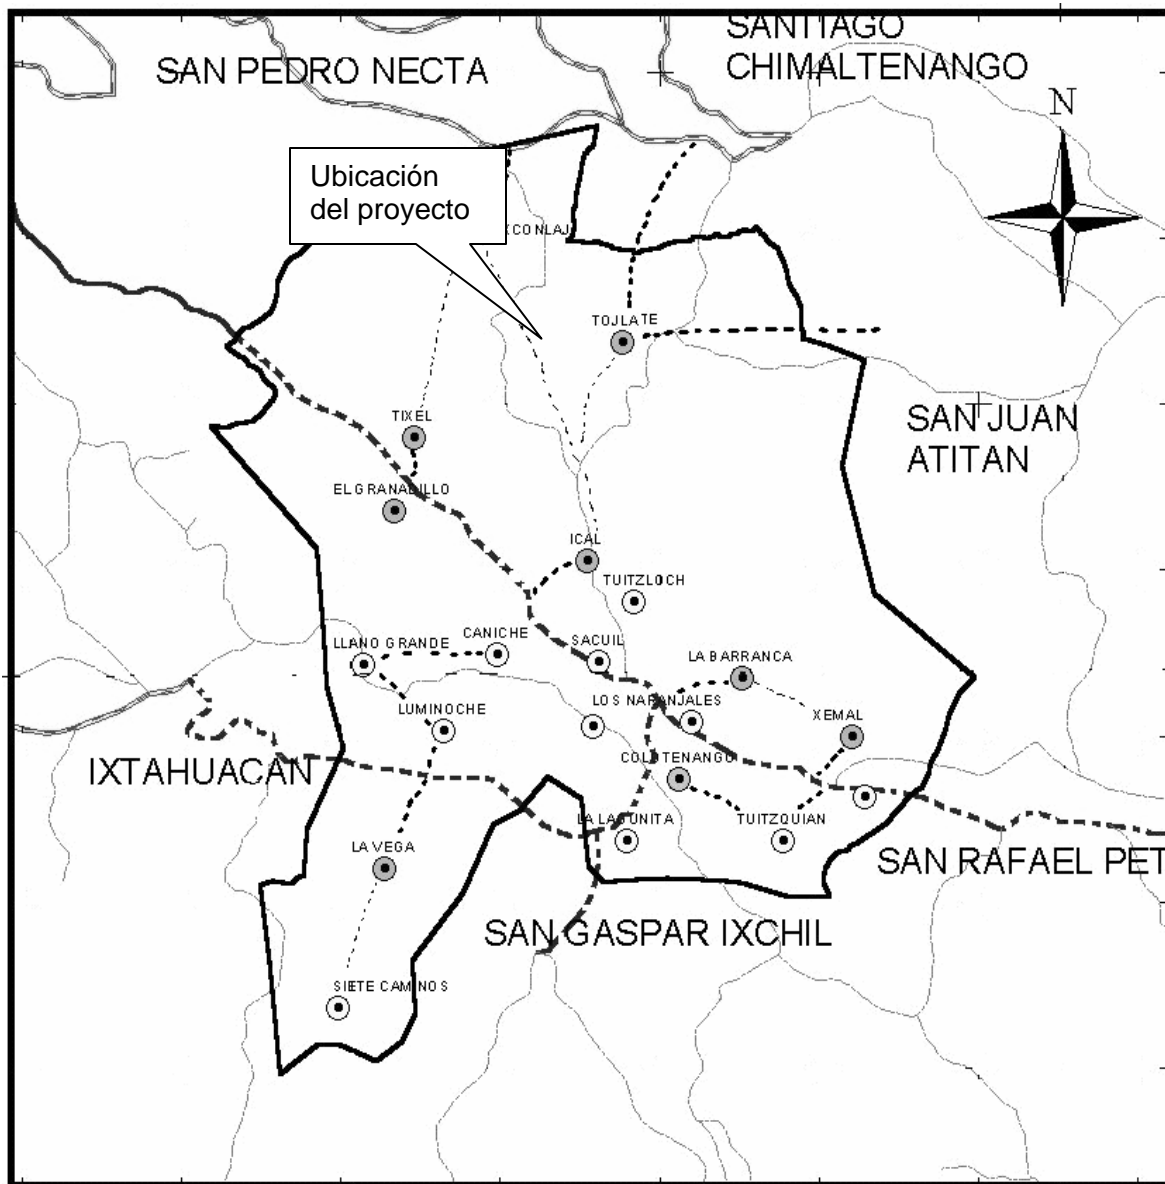 SANTIAGO
CHIMALTENANGO
SAN PEDRO NECTA
N
Ubicación
del proyecto
TOJLATE
TIXEL
SAN JUAN
ATITAN
EL GRANADILLO
ICAL
TUITZLOCH
CANICHE
SACUIL
LLANO GRANDE
LA BARRANCA
LOS NARANJALES
LUMINOCHE
XEMAL
COLOTENANGO
IXTAHUACAN
LA LAGUNITA
TUITZQUIAN
LA VEGA
SAN RAFAEL PET
SAN GASPAR IXCHIL
SIETE CAMINOS